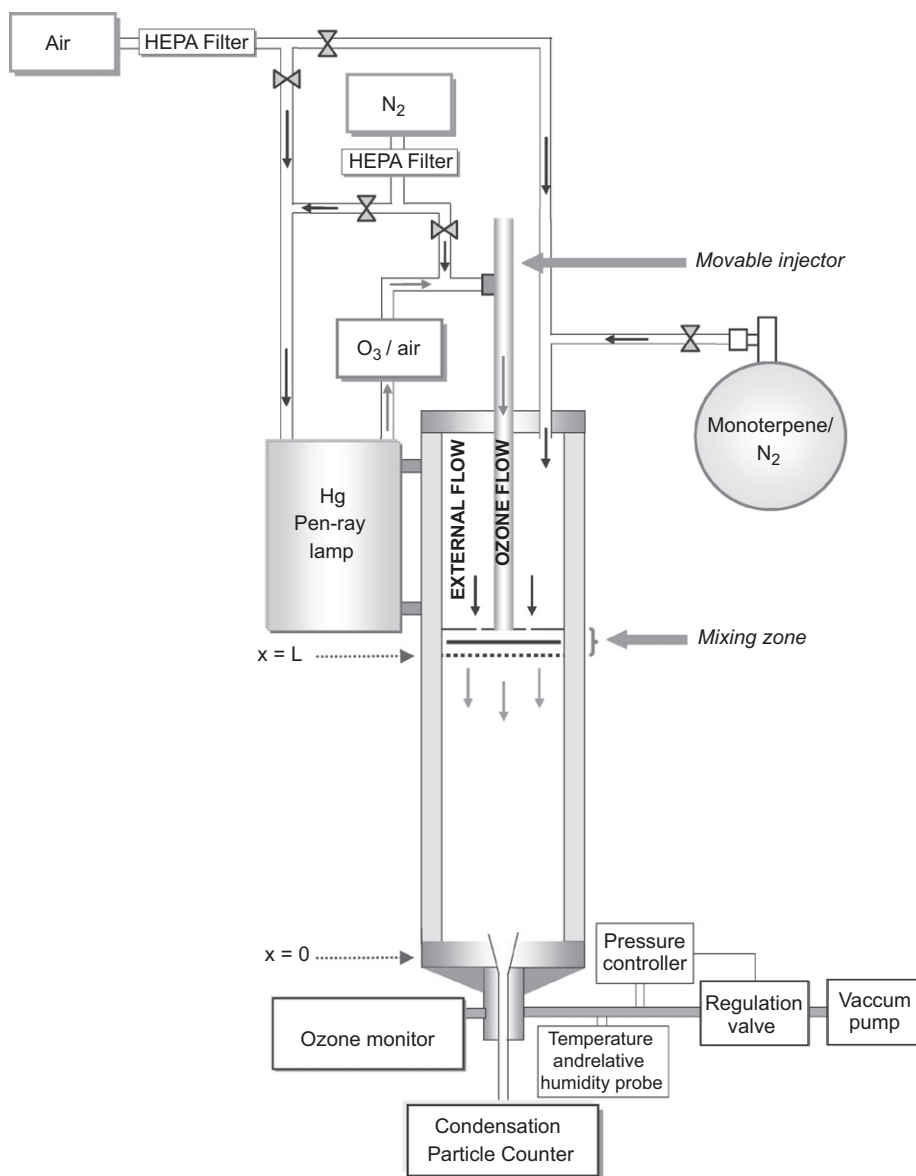 Air
HEPA Filter
N2
HEPA Filter
Movable injector
O3 / air
Monoterpene/
N2
Hg
Pen-ray
lamp
EXTERNAL FLOW
OZONE FLOW
Mixing zone
x = L
x = 0
Pressure
controller
Regulation
valve
Vaccum
pump
Ozone monitor
Temperature
andrelative
humidity probe
Condensation
Particle Counter